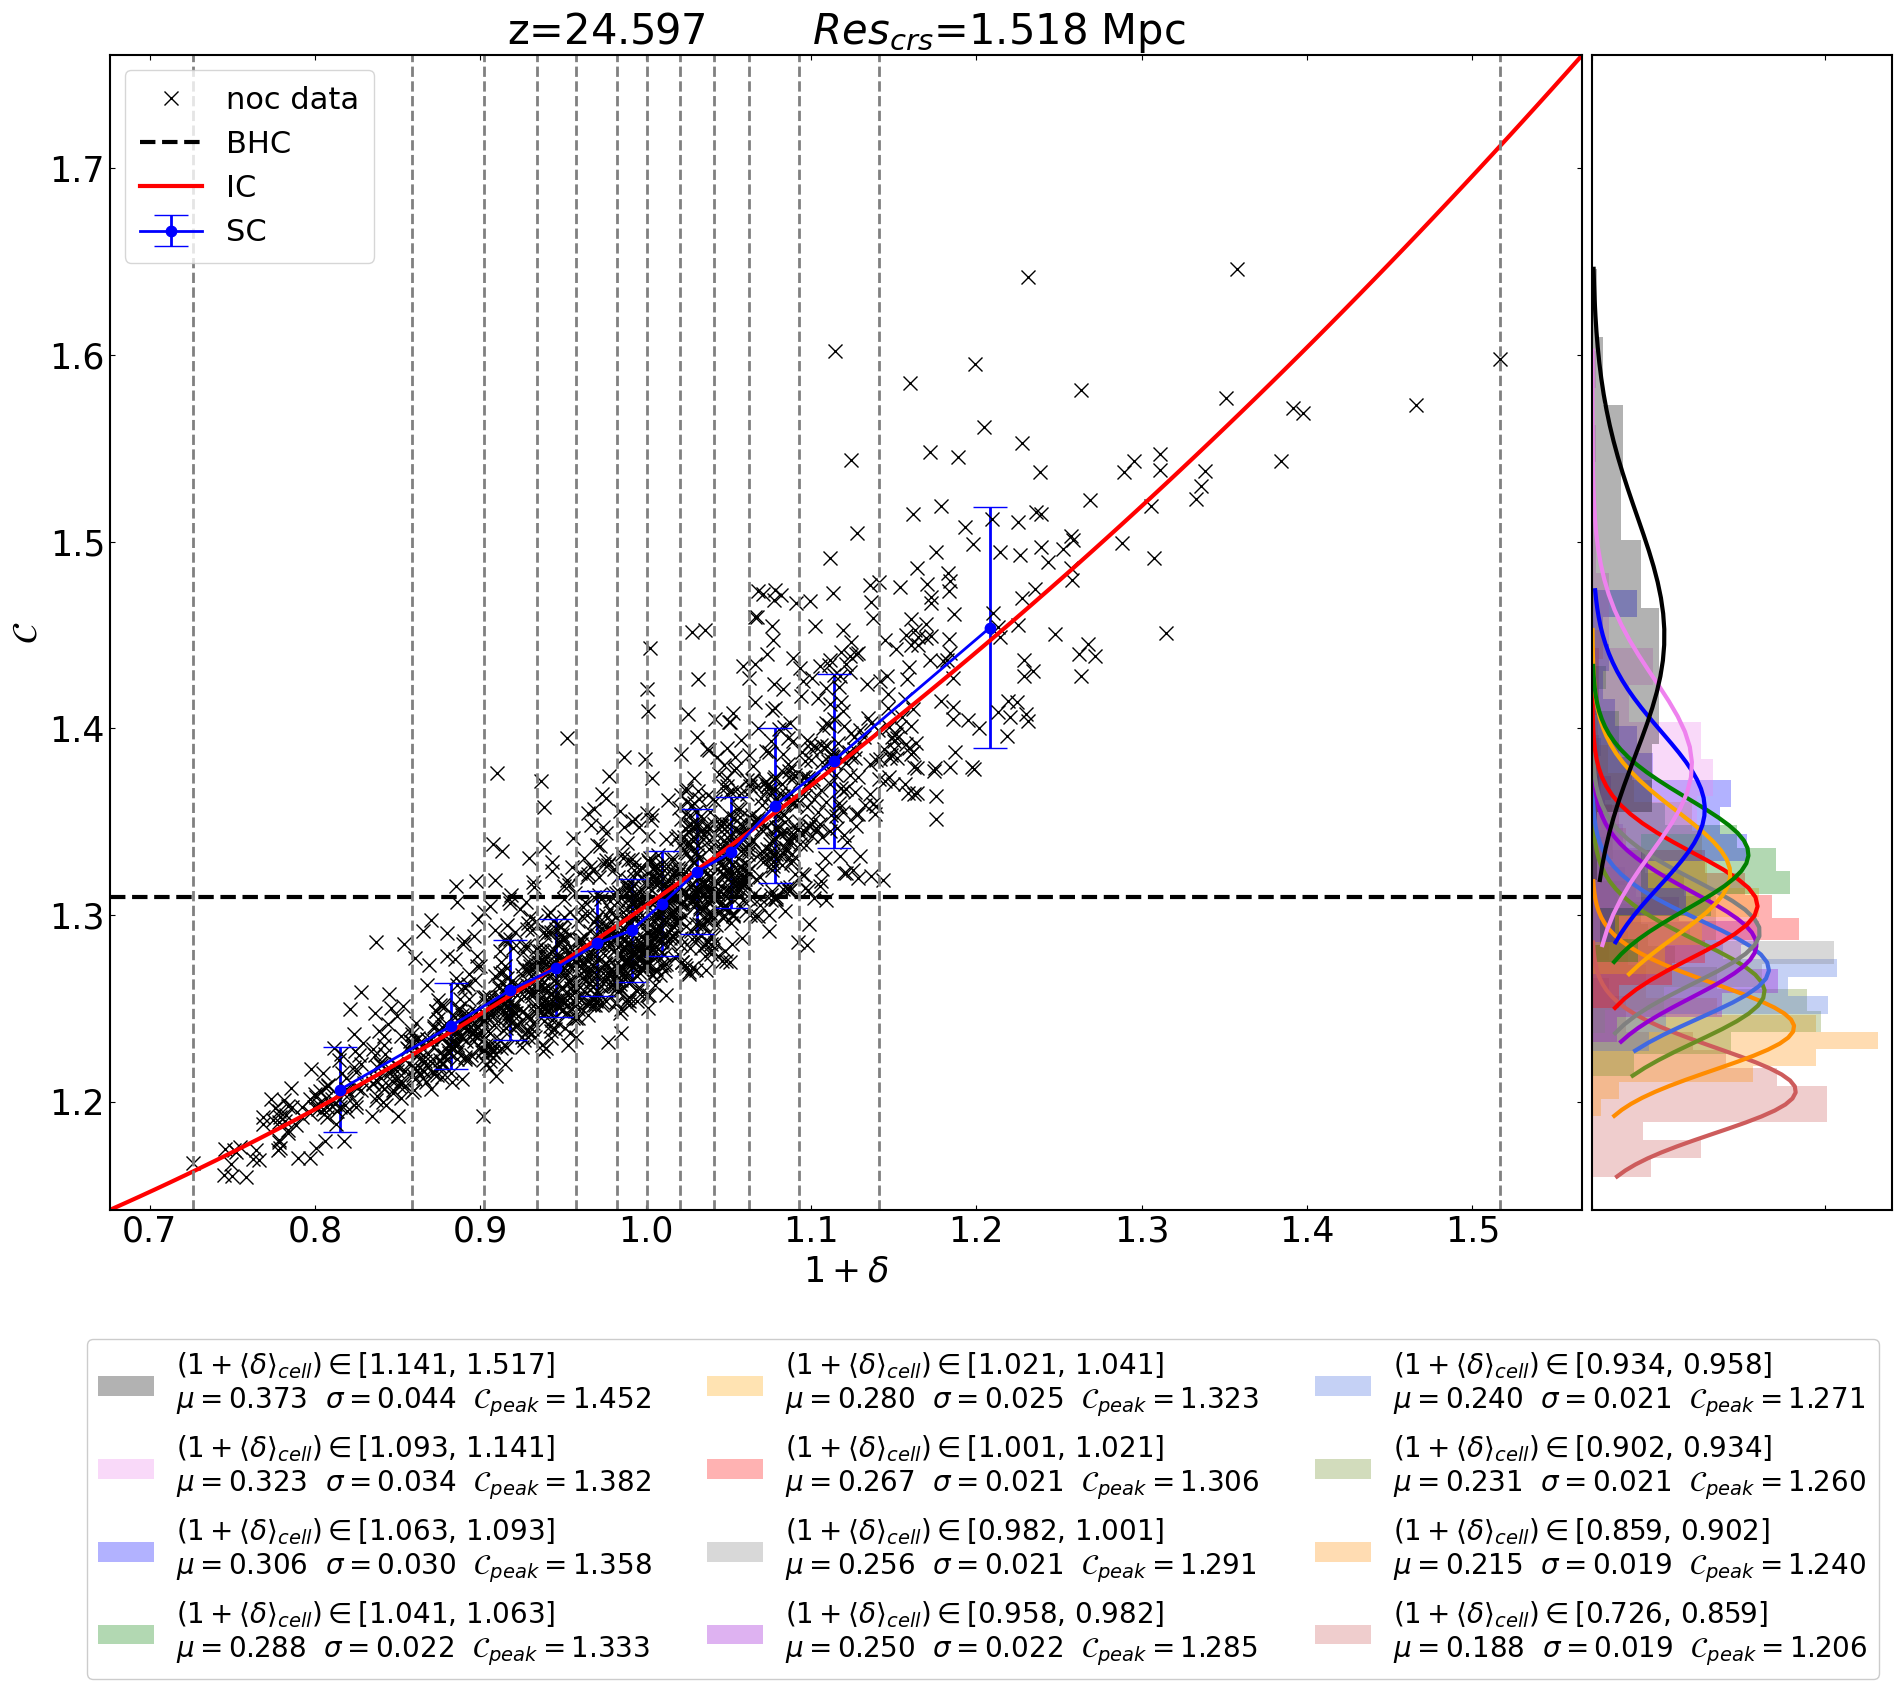 z=24.597 Res_crs=1.518 Mpc
noc data
BHC
IC
SC
𝒞
1.7
1.6
1.5
1.4
1.3
1.2
0.7 0.8 0.9 1.0 1.1 1.2 1.3 1.4 1.5
1 + δ
(1 + ⟨δ⟩_cell) ∈ [1.141, 1.517]
μ = 0.373 σ = 0.044 𝒞_peak = 1.452
(1 + ⟨δ⟩_cell) ∈ [1.093, 1.141]
μ = 0.323 σ = 0.034 𝒞_peak = 1.382
(1 + ⟨δ⟩_cell) ∈ [1.063, 1.093]
μ = 0.306 σ = 0.030 𝒞_peak = 1.358
(1 + ⟨δ⟩_cell) ∈ [1.041, 1.063]
μ = 0.288 σ = 0.022 𝒞_peak = 1.333
(1 + ⟨δ⟩_cell) ∈ [1.021, 1.041]
μ = 0.280 σ = 0.025 𝒞_peak = 1.323
(1 + ⟨δ⟩_cell) ∈ [1.001, 1.021]
μ = 0.267 σ = 0.021 𝒞_peak = 1.306
(1 + ⟨δ⟩_cell) ∈ [0.982, 1.001]
μ = 0.256 σ = 0.021 𝒞_peak = 1.291
(1 + ⟨δ⟩_cell) ∈ [0.958, 0.982]
μ = 0.250 σ = 0.022 𝒞_peak = 1.285
(1 + ⟨δ⟩_cell) ∈ [0.934, 0.958]
μ = 0.240 σ = 0.021 𝒞_peak = 1.271
(1 + ⟨δ⟩_cell) ∈ [0.902, 0.934]
μ = 0.231 σ = 0.021 𝒞_peak = 1.260
(1 + ⟨δ⟩_cell) ∈ [0.859, 0.902]
μ = 0.215 σ = 0.019 𝒞_peak = 1.240
(1 + ⟨δ⟩_cell) ∈ [0.726, 0.859]
μ = 0.188 σ = 0.019 𝒞_peak = 1.206